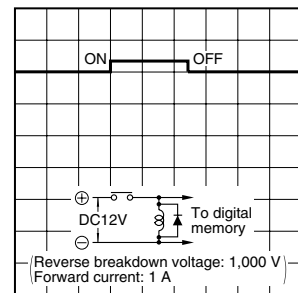 ON OFF
⊕
DC12V
To digital
memory
⊖
(Reverse breakdown voltage: 1,000 V
Forward current: 1 A)